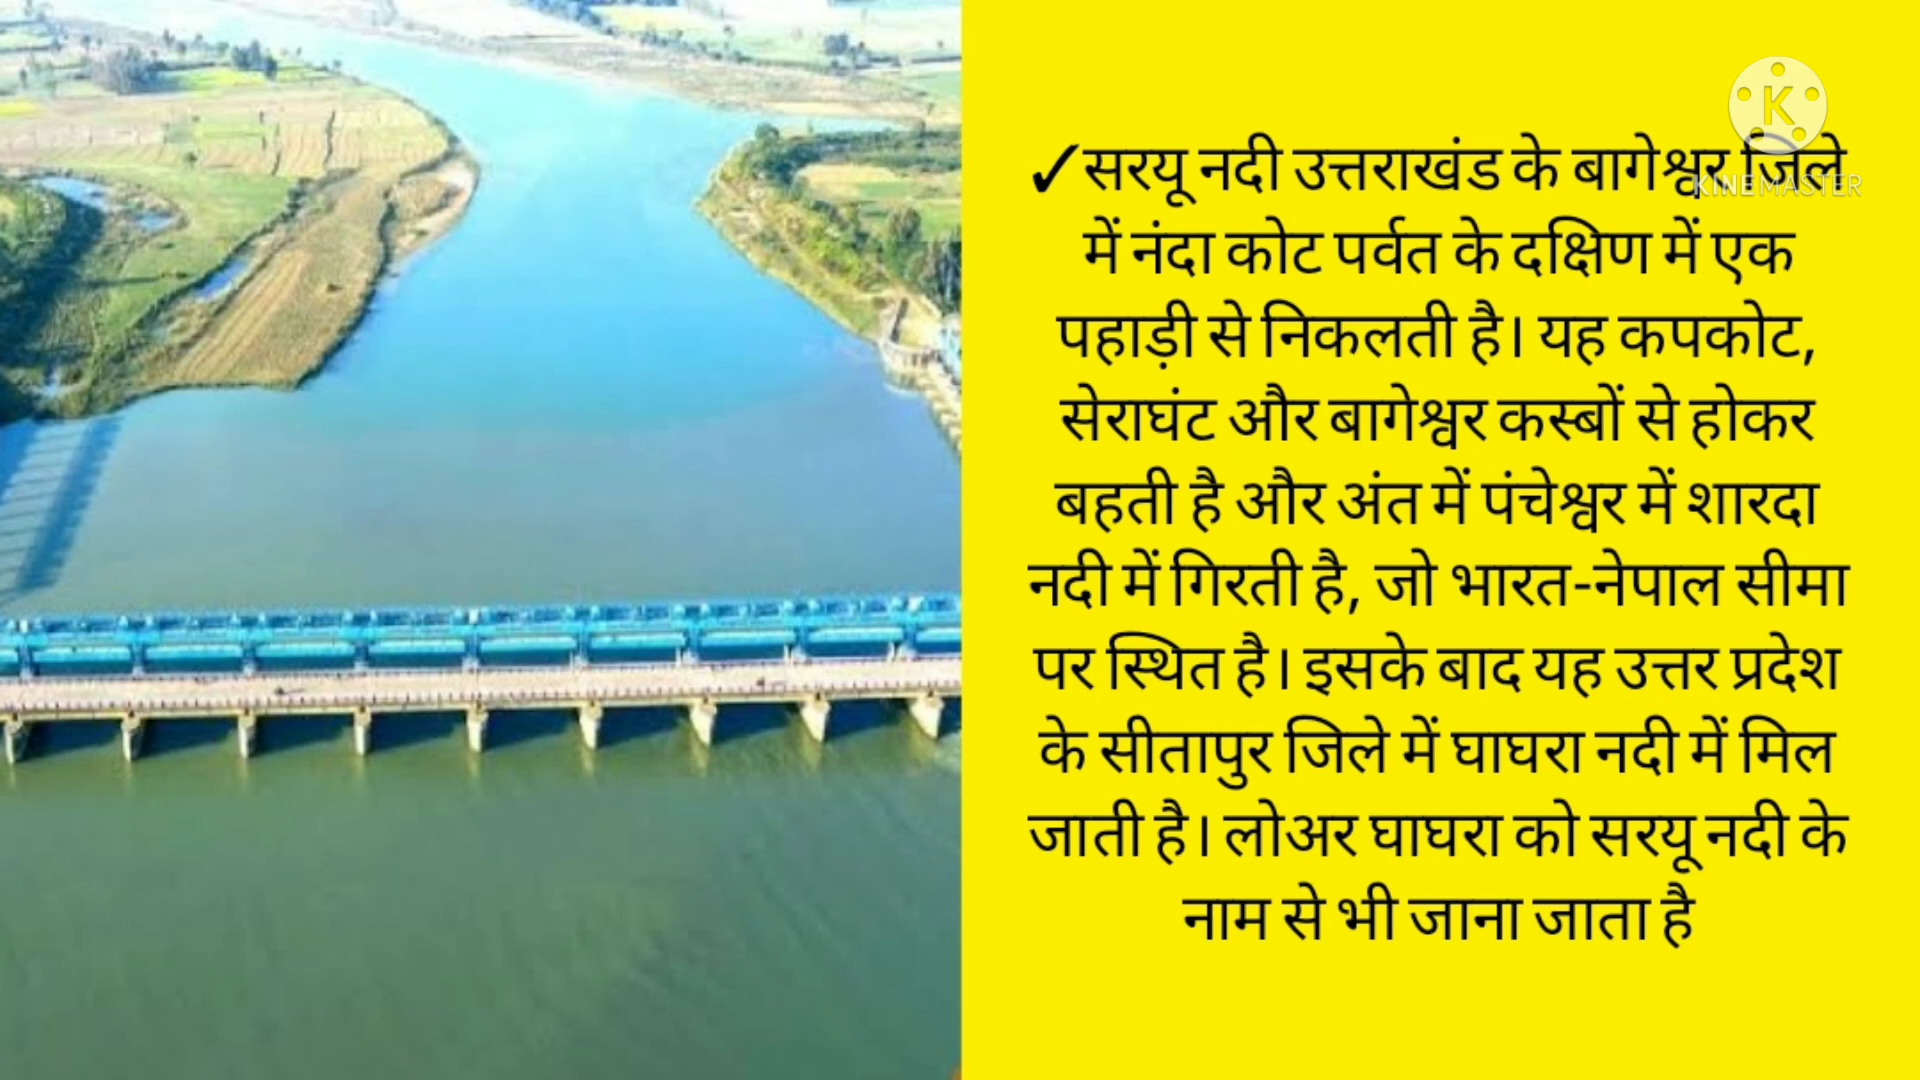 ✓सरयू नदी उत्तराखंड के बागेश्वर जिले
में नंदा कोट पर्वत के दक्षिण में एक
पहाड़ी से निकलती है। यह कपकोट,
सेराघंट और बागेश्वर कस्बों से होकर
बहती है और अंत में पंचेश्वर में शारदा
नदी में गिरती है, जो भारत-नेपाल सीमा
पर स्थित है। इसके बाद यह उत्तर प्रदेश
के सीतापुर जिले में घाघरा नदी में मिल
जाती है। लोअर घाघरा को सरयू नदी के
नाम से भी जाना जाता है
K
KINEMASTER